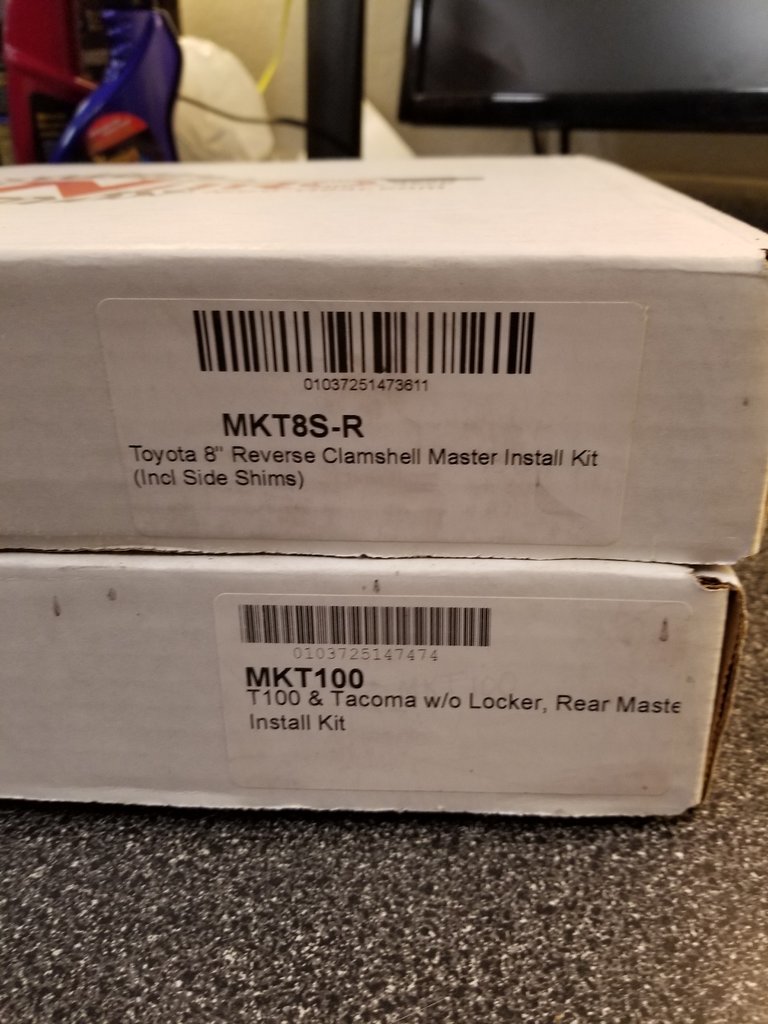 01037251473611
MKT8S-R
Toyota 8" Reverse Clamshell Master Install Kit
(Incl Side Shims)
0103725147474
MKT100
T100 & Tacoma w/o Locker, Rear Maste
Install Kit